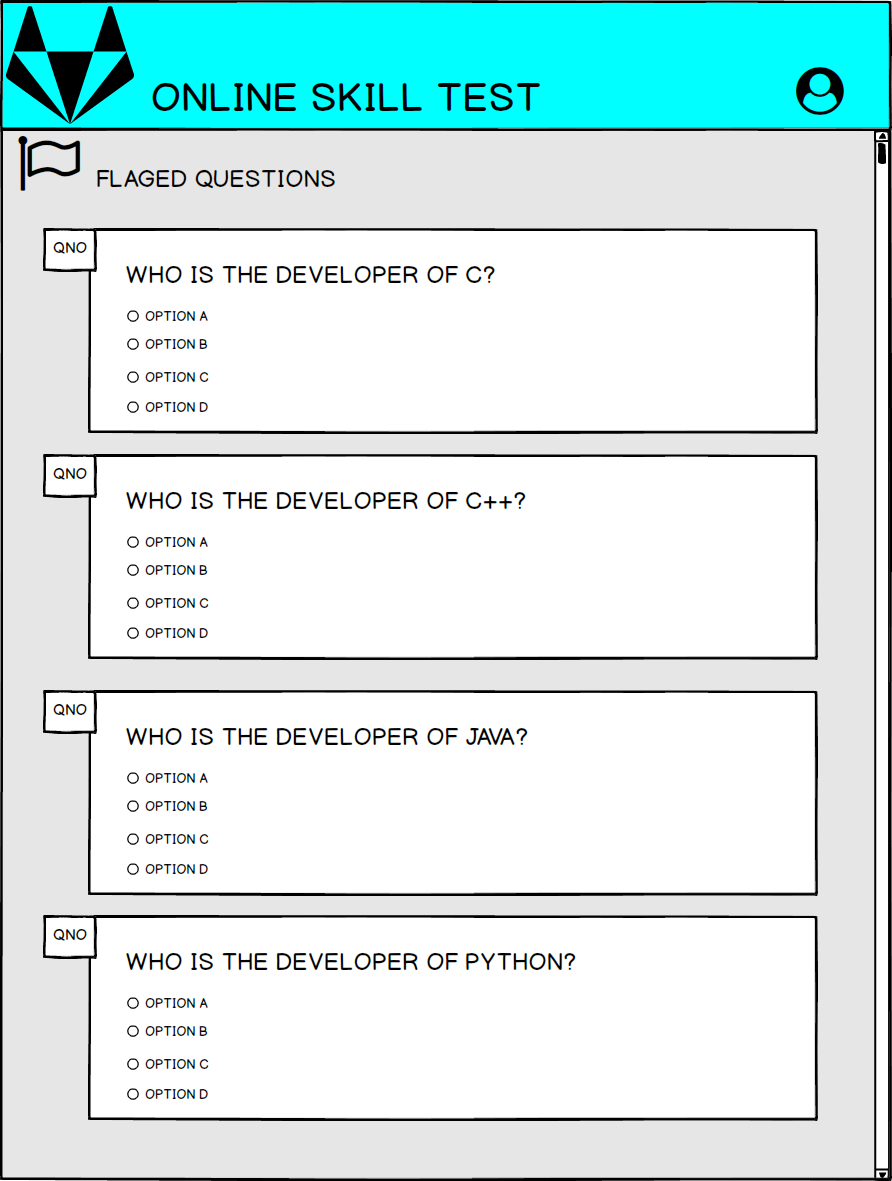 ONLINE SKILL TEST
FLAGED QUESTIONS
QNO
WHO IS THE DEVELOPER OF C?
OPTION A
OPTION B
OPTION C
OPTION D
QNO
WHO IS THE DEVELOPER OF C++?
OPTION A
OPTION B
OPTION C
OPTION D
QNO
WHO IS THE DEVELOPER OF JAVA?
OPTION A
OPTION B
OPTION C
OPTION D
QNO
WHO IS THE DEVELOPER OF PYTHON?
OPTION A
OPTION B
OPTION C
OPTION D